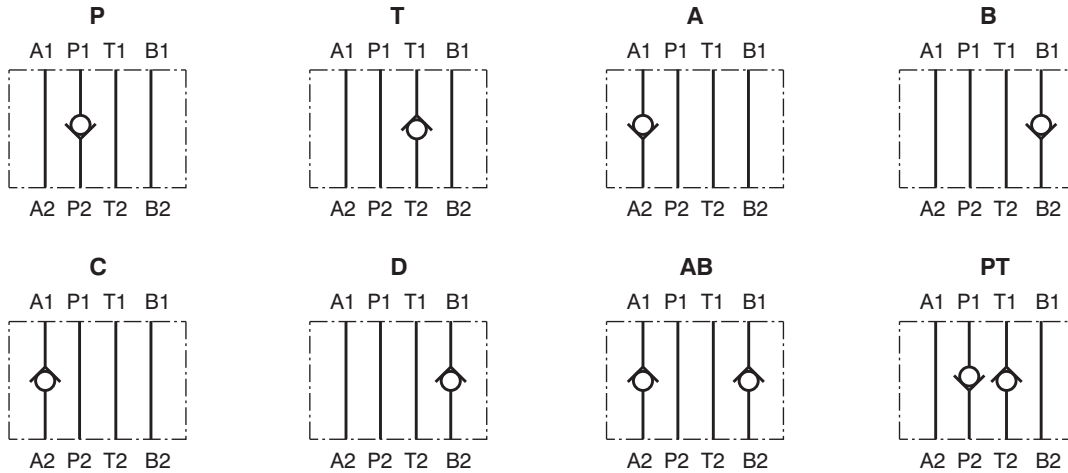 P T A B
A1 P1 T1 B1 A1 P1 T1 B1 A1 P1 T1 B1 A1 P1 T1 B1
A2 P2 T2 B2 A2 P2 T2 B2 A2 P2 T2 B2 A2 P2 T2 B2
C D AB PT
A1 P1 T1 B1 A1 P1 T1 B1 A1 P1 T1 B1 A1 P1 T1 B1
A2 P2 T2 B2 A2 P2 T2 B2 A2 P2 T2 B2 A2 P2 T2 B2